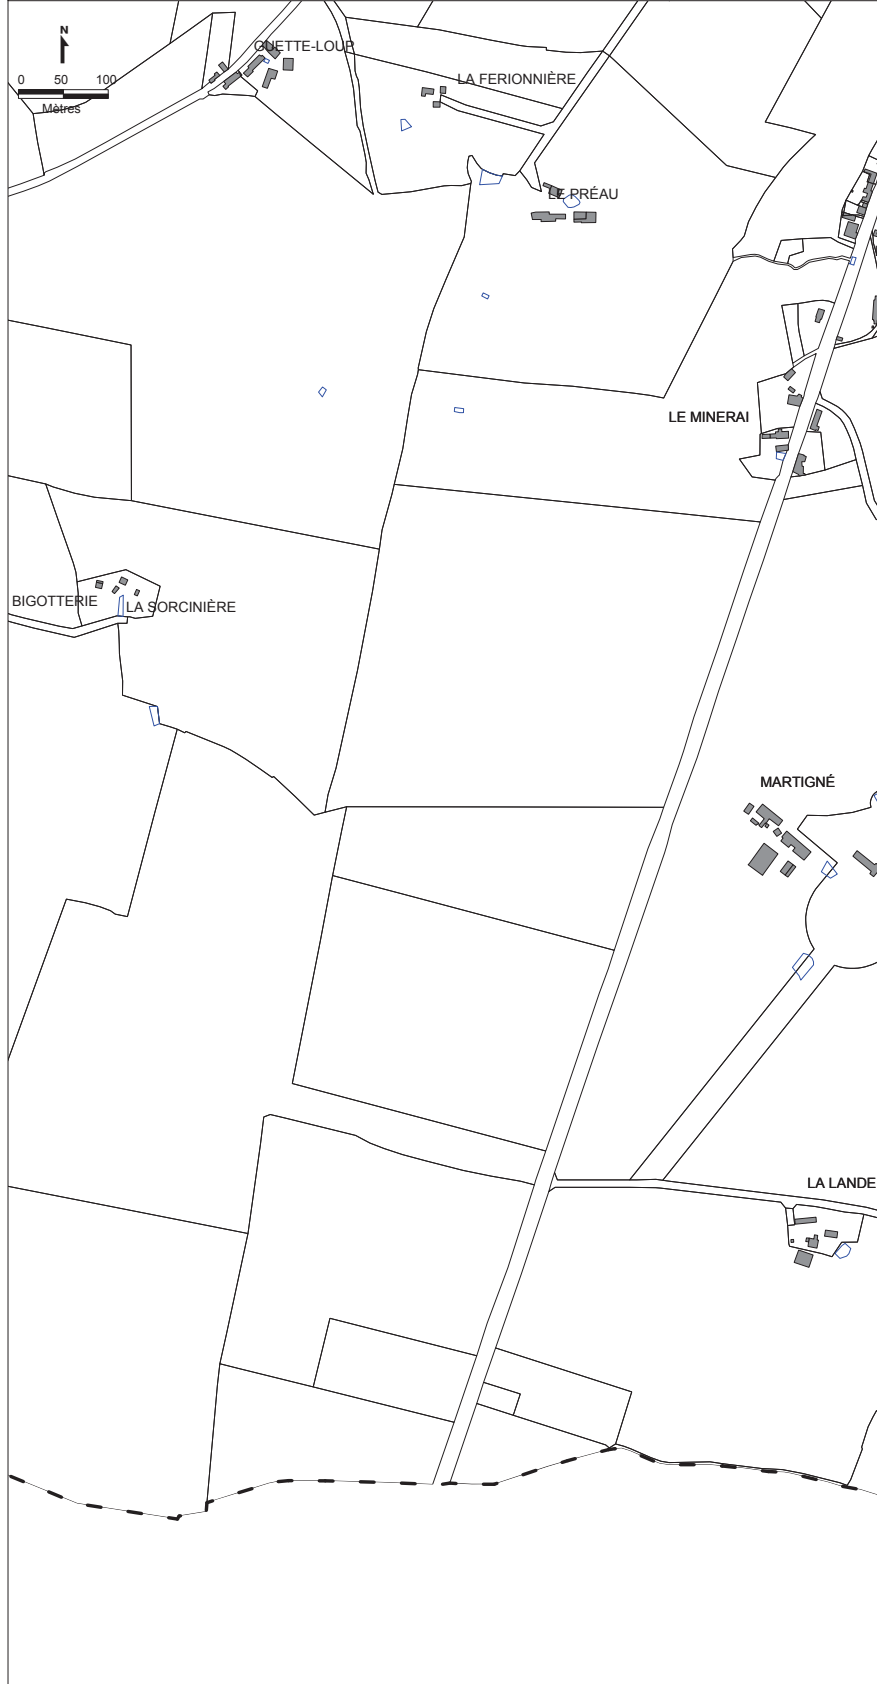 N
0 50 100
Mètres
GUETTE-LOUP
LA FERIONNIÈRE
LE PRÉAU
LE MINERAI
BIGOTTERIE
LA SORCINIÈRE
MARTIGNÉ
LA LANDE